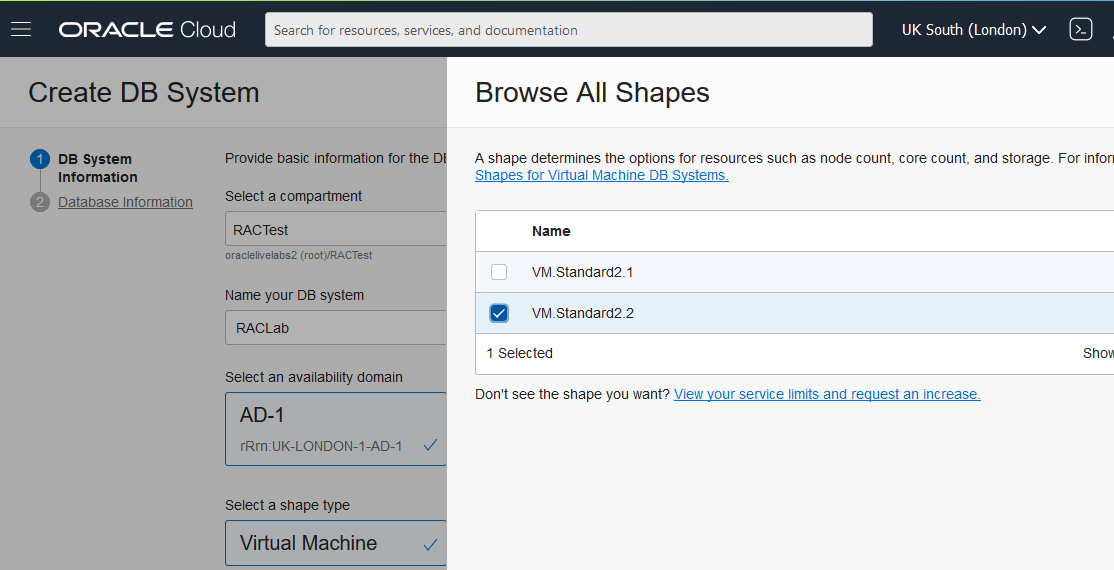 ORACLE Cloud
Search for resources, services, and documentation
UK South (London)
Create DB System
1 DB System
Information
2 Database Information
Provide basic information for the
Select a compartment
RACTest
oraclelivelabs2 (root)/RACTest
Name your DB system
RACLab
Select an availability domain
AD-1
rRrn:UK-LONDON-1-AD-1
Select a shape type
Virtual Machine
Browse All Shapes
A shape determines the options for resources such as node count, core count, and storage. For
Shapes for Virtual Machine DB Systems.
Name
VM.Standard2.1
VM.Standard2.2
1 Selected
Don't see the shape you want? View your service limits and request an increase.